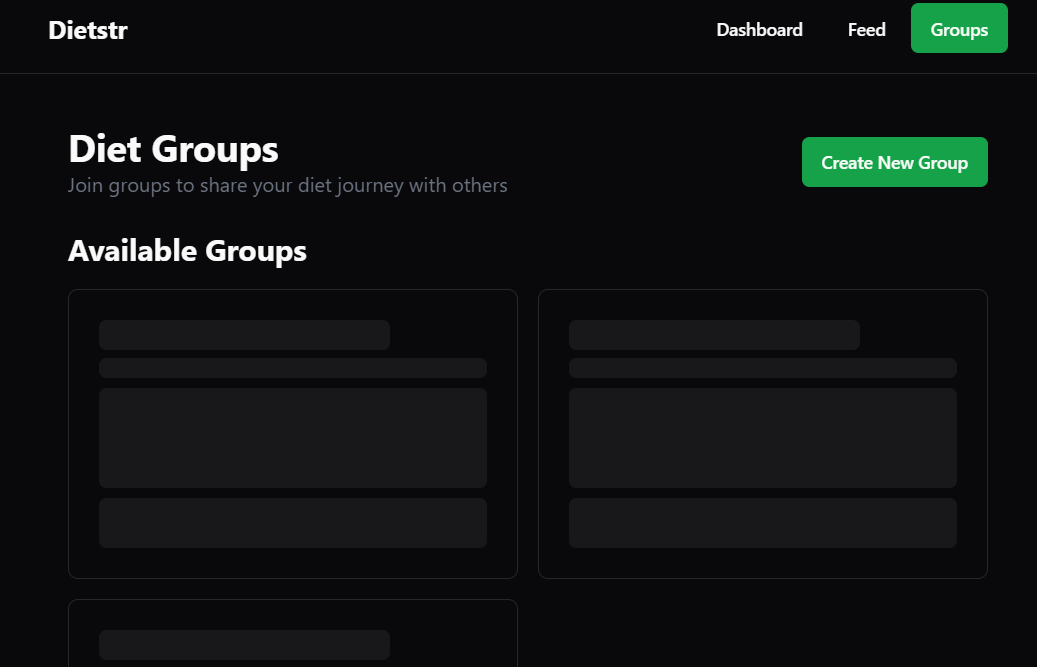 Dietstr
Dashboard
Feed
Groups
Diet Groups
Join groups to share your diet journey with others
Create New Group
Available Groups